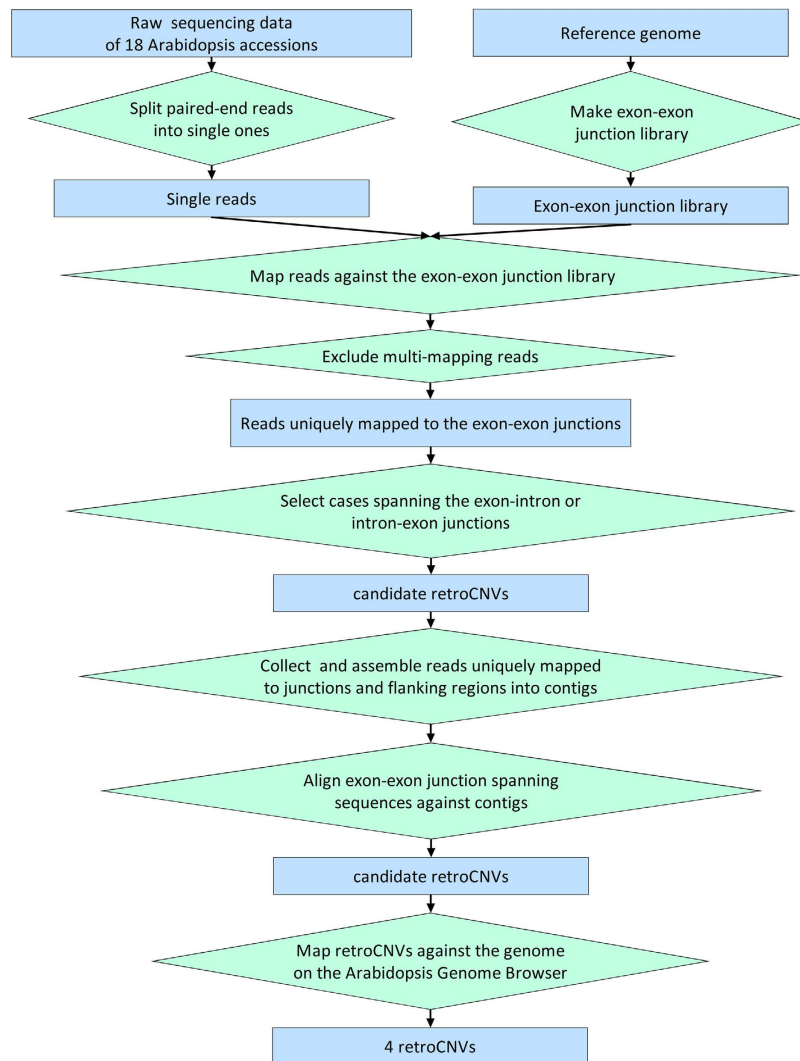 Raw sequencing data
of 18 Arabidopsis accessions
Reference genome
Split paired-end reads
into single ones
Make exon-exon
junction library
Single reads
Exon-exon junction library
Map reads against the exon-exon junction library
Exclude multi-mapping reads
Reads uniquely mapped to the exon-exon junctions
Select cases spanning the exon-intron or
intron-exon junctions
candidate retroCNVs
Collect and assemble reads uniquely mapped
to junctions and flanking regions into contigs
Align exon-exon junction spanning
sequences against contigs
candidate retroCNVs
Map retroCNVs against the genome
on the Arabidopsis Genome Browser
4 retroCNVs